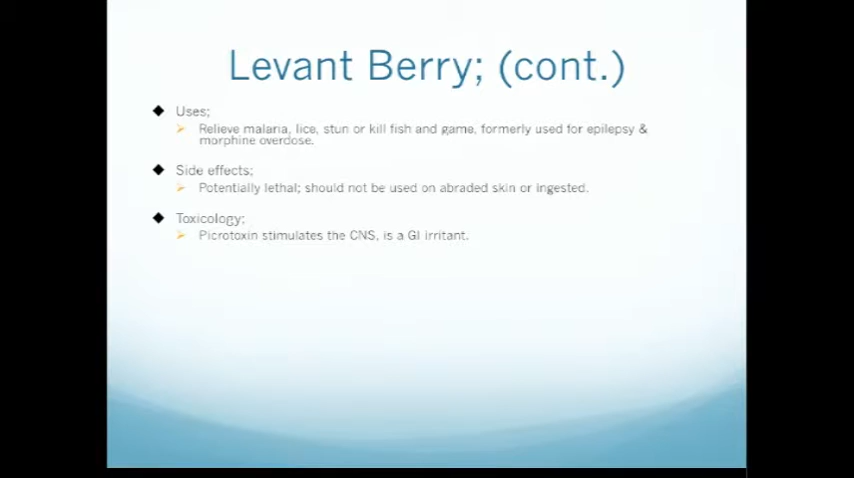 Levant Berry; (cont.)
Uses;
Relieve malaria, lice, stun or kill fish and game, formerly used for epilepsy &
morphine overdose.
Side effects;
Potentially lethal; should not be used on abraded skin or ingested.
Toxicology;
Picrotoxin stimulates the CNS, is a GI irritant.